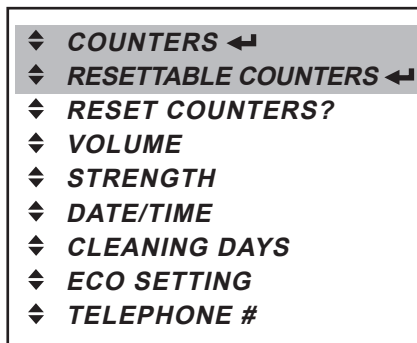 COUNTERS
RESETTABLE COUNTERS
RESET COUNTERS?
VOLUME
STRENGTH
DATE/TIME
CLEANING DAYS
ECO SETTING
TELEPHONE #